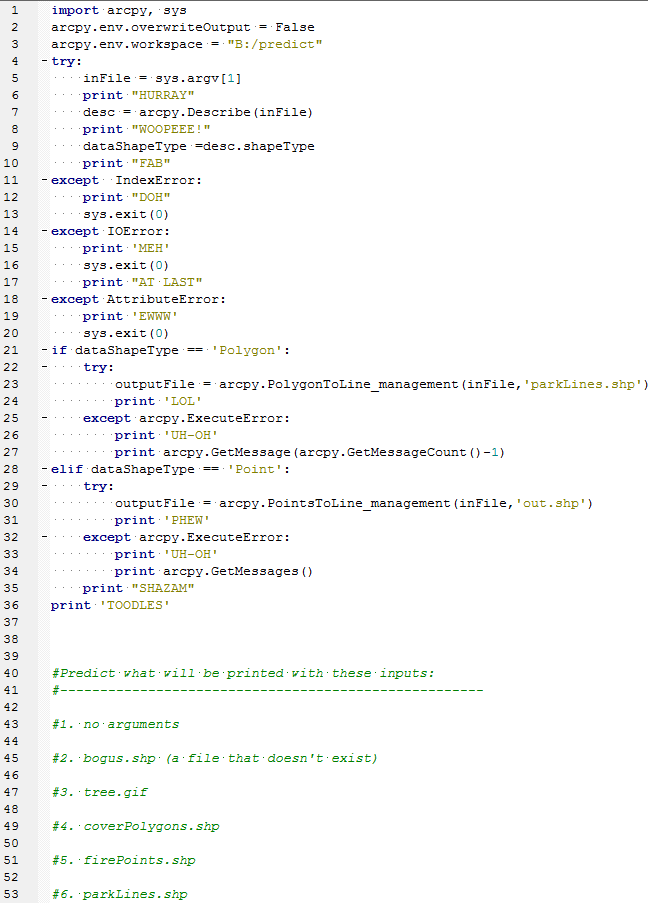 1 import arcpy, sys
2 arcpy.env.overwriteOutput = False
3 arcpy.env.workspace = "B:/predict"
4 try:
5     inFile = sys.argv[1]
6     print "HURRAY"
7     desc = arcpy.Describe(inFile)
8     print "WOOPEEE!"
9     dataShapeType =desc.shapeType
10     print "FAB"
11 except  IndexError:
12     print "DOH"
13     sys.exit(0)
14 except IOError:
15     print 'MEH'
16     sys.exit(0)
17     print "AT LAST"
18 except AttributeError:
19     print 'EWWW'
20     sys.exit(0)
21 if dataShapeType == 'Polygon':
22     try:
23         outputFile = arcpy.PolygonToLine_management(inFile,'parkLines.shp')
24         print 'LOL'
25     except arcpy.ExecuteError:
26         print 'UH-OH'
27         print arcpy.GetMessage(arcpy.GetMessageCount()-1)
28 elif dataShapeType == 'Point':
29     try:
30         outputFile = arcpy.PointsToLine_management(inFile,'out.shp')
31         print 'PHEW'
32     except arcpy.ExecuteError:
33         print 'UH-OH'
34         print arcpy.GetMessages()
35     print "SHAZAM"
36 print 'TOODLES'
37
38
39
40 #Predict what will be printed with these inputs:
41 #-----------------------------------------------------
42
43 #1. no arguments
44
45 #2. bogus.shp (a file that doesn't exist)
46
47 #3. tree.gif
48
49 #4. coverPolygons.shp
50
51 #5. firePoints.shp
52
53 #6. parkLines.shp